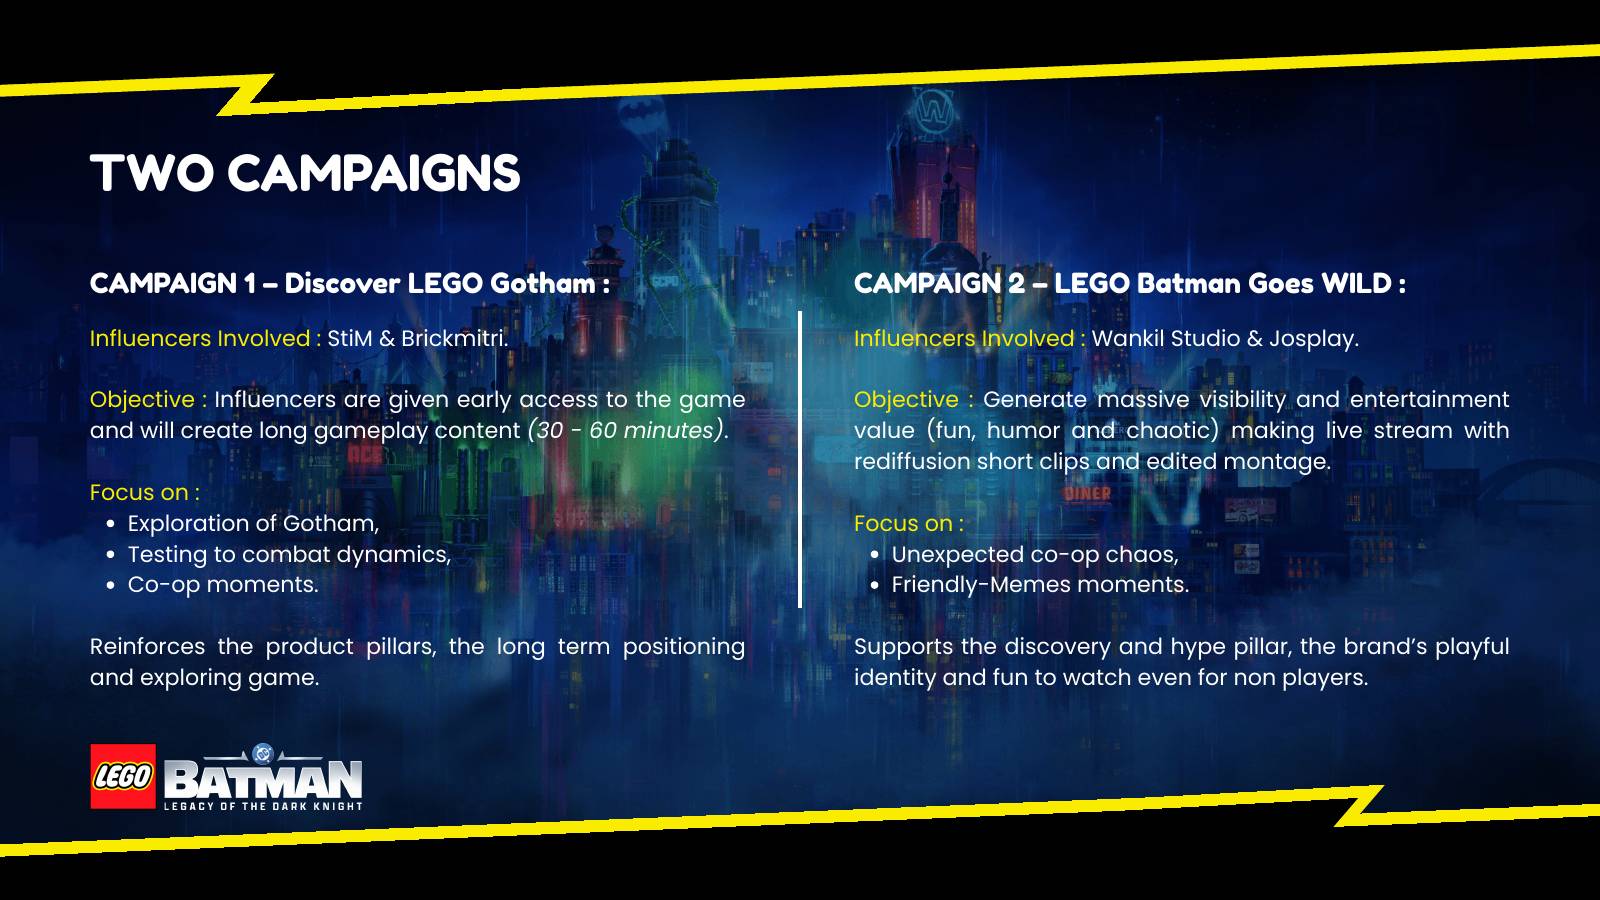 TWO CAMPAIGNS
CAMPAIGN 1 – Discover LEGO Gotham :
Influencers Involved : StiM & Brickmitri.
Objective : Influencers are given early access to the game
and will create long gameplay content (30 - 60 minutes).
Focus on :
• Exploration of Gotham,
• Testing to combat dynamics,
• Co-op moments.
Reinforces the product pillars, the long term positioning
and exploring game.
CAMPAIGN 2 – LEGO Batman Goes WILD :
Influencers Involved : Wankil Studio & Josplay.
Objective : Generate massive visibility and entertainment
value (fun, humor and chaotic) making live stream with
rediffusion short clips and edited montage.
Focus on :
• Unexpected co-op chaos,
• Friendly-Memes moments.
Supports the discovery and hype pillar, the brand’s playful
identity and fun to watch even for non players.
W
GCPD
ACE
DINER
LEGO
DC
BATMAN
LEGACY OF THE DARK KNIGHT